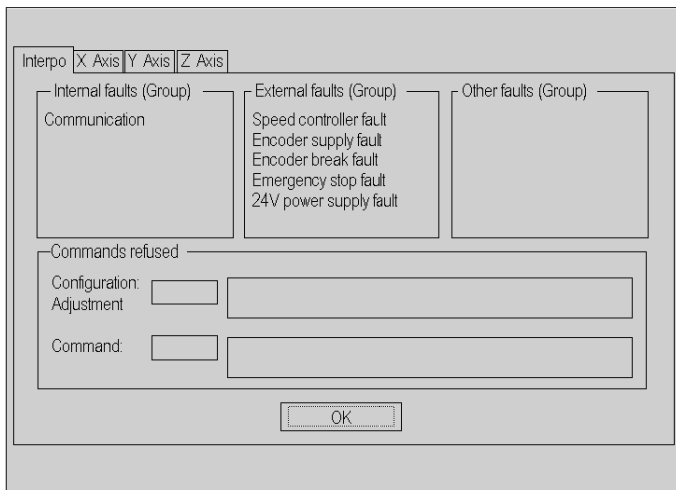 Interpo X Axis Y Axis Z Axis
Internal faults (Group) External faults (Group) Other faults (Group)
Communication
Speed controller fault
Encoder supply fault
Encoder break fault
Emergency stop fault
24V power supply fault
Commands refused
Configuration:
Adjustment
Command:
OK